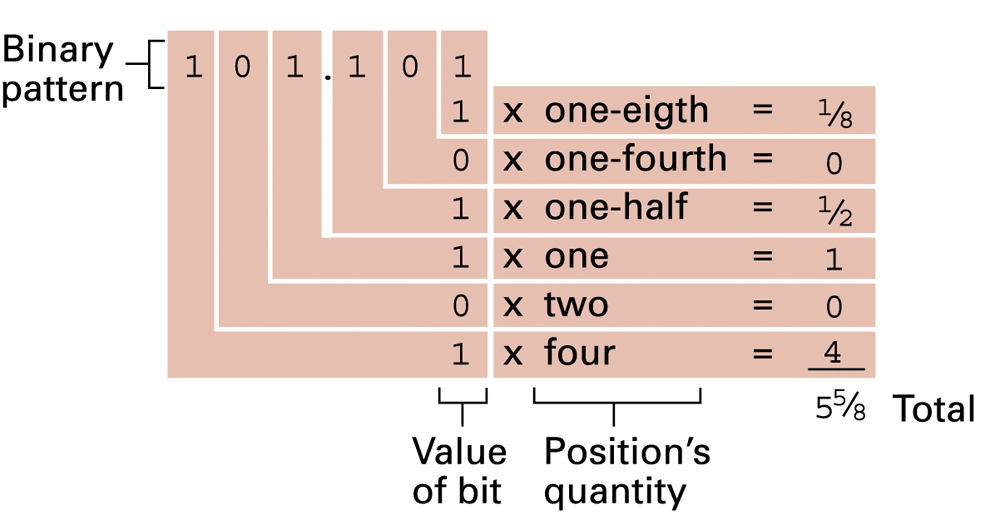 Binary
pattern
1 0 1 . 1 0 1
1 x one-eigth = 1/8
0 x one-fourth = 0
1 x one-half = 1/2
1 x one = 1
0 x two = 0
1 x four = 4
5 5/8 Total
Value
of bit
Position's
quantity